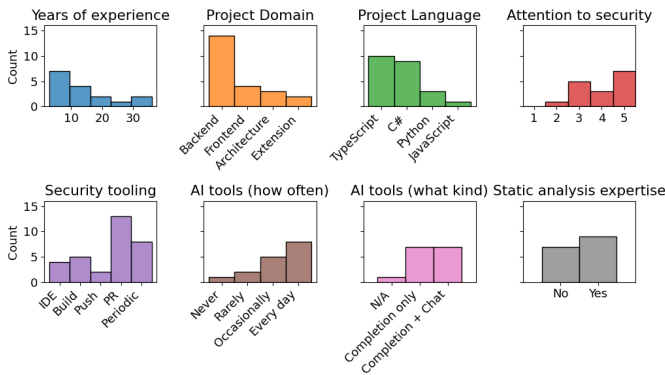 Years of experience
Project Domain
Project Language
Attention to security
Count
15
10
5
0
10 20 30
Backend
Frontend
Architecture
Extension
TypeScript
C#
Python
JavaScript
1 2 3 4 5
Security tooling
AI tools (how often)
AI tools (what kind)
Static analysis expertise
Count
15
10
5
0
IDE
Build
Push
PR
Periodic
Never
Rarely
Occasionally
Every day
N/A
Completion only
Completion + Chat
No Yes